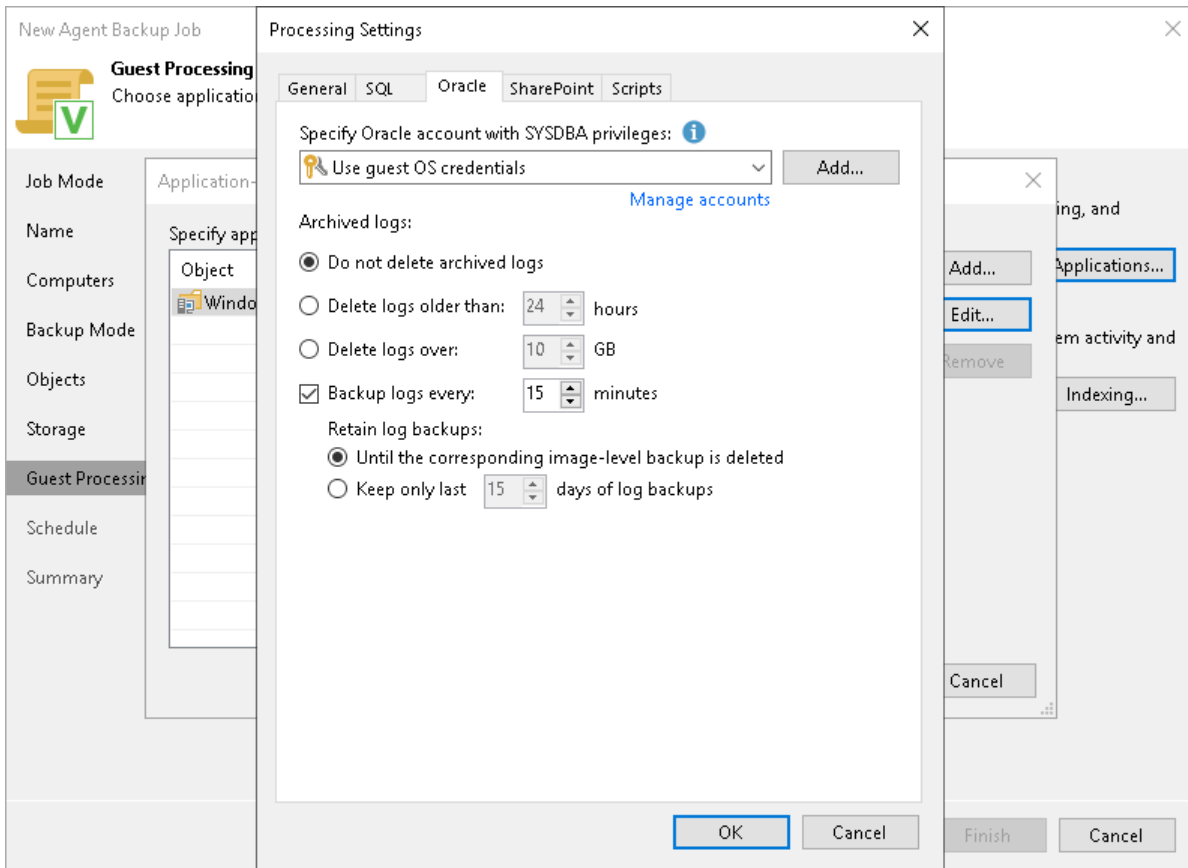 New Agent Backup Job
Guest Processing
Choose applicatio
Job Mode
Name
Computers
Backup Mode
Objects
Storage
Guest Processin
Schedule
Summary
Application-
Specify app
Object
Windo
Processing Settings
General SQL Oracle SharePoint Scripts
Specify Oracle account with SYSDBA privileges:
Use guest OS credentials Add...
Manage accounts
Archived logs:
Do not delete archived logs
Delete logs older than: 24 hours
Delete logs over: 10 GB
Backup logs every: 15 minutes
Retain log backups:
Until the corresponding image-level backup is deleted
Keep only last 15 days of log backups
OK Cancel
Add...
Edit...
Remove
Cancel
ing, and
Applications...
em activity and
Indexing...
Finish Cancel